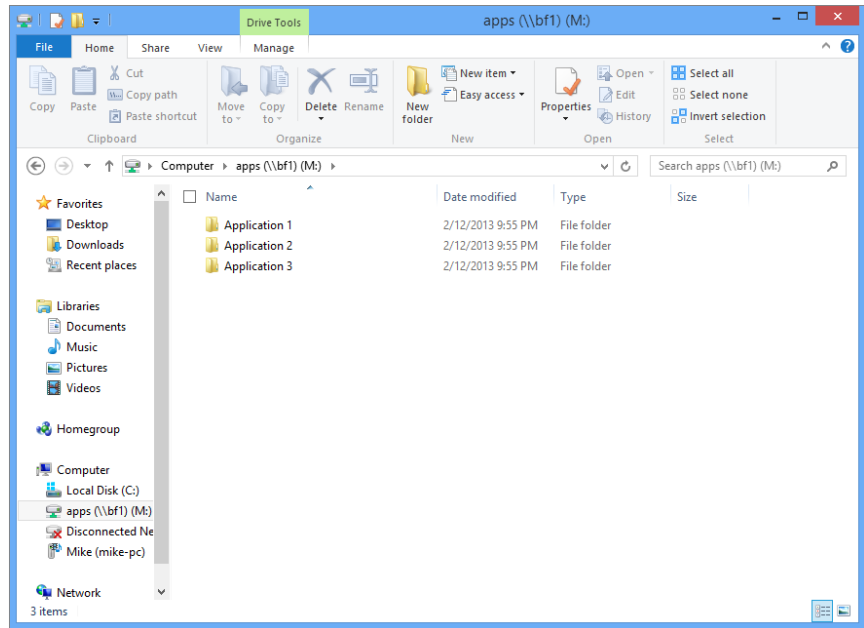 Drive Tools
apps (\\bf1) (M:)
File Home Share View Manage
Copy
Paste
Cut
Copy path
Paste shortcut
Clipboard
Move to
Copy to
Delete
Rename
Organize
New folder
New item
Easy access
New
Properties
Open
Edit
History
Open
Select all
Select none
Invert selection
Select
Computer apps (\\bf1) (M:)
Search apps (\\bf1) (M:)
Favorites
Desktop
Downloads
Recent places
Libraries
Documents
Music
Pictures
Videos
Homegroup
Computer
Local Disk (C:)
apps (\\bf1) (M:)
Disconnected Ne
Mike (mike-pc)
Network
Name Date modified Type Size
Application 1 2/12/2013 9:55 PM File folder
Application 2 2/12/2013 9:55 PM File folder
Application 3 2/12/2013 9:55 PM File folder
3 items